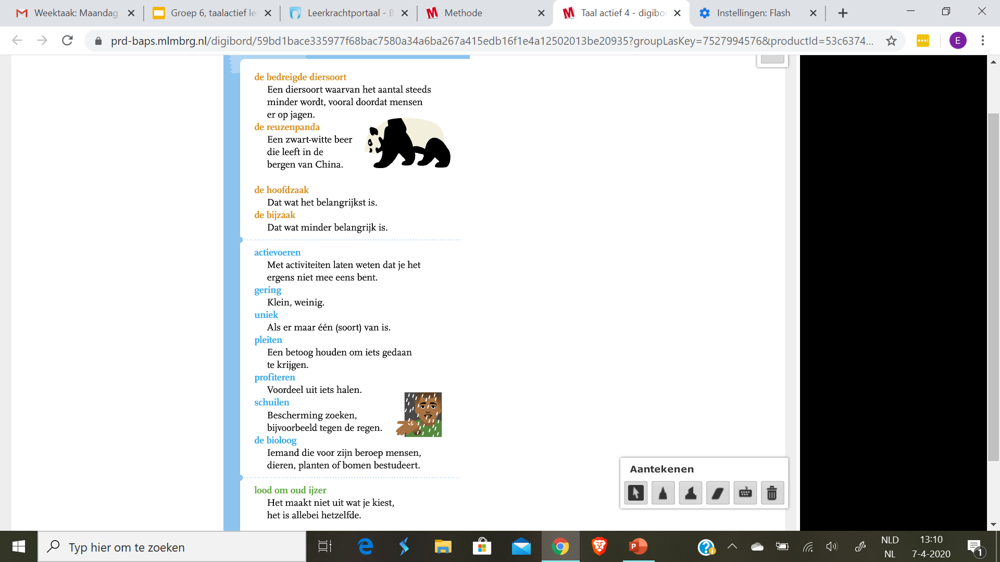 Weektaak: Maandag
Groep 6, taalactief les
Leerkrachtportaal - B
Methode
Taal actief 4 - digibor
Instellingen: Flash
prd-baps.mlmbrg.nl/digibord/59bd1bace335977f68bac7580a34a6ba267a415edb16f1e4a12502013be20935?groupLasKey=7527994576&productId=53c6374...
E
de bedreigde diersoort
Een diersoort waarvan het aantal steeds
minder wordt, vooral doordat mensen
er op jagen.
de reuzenpanda
Een zwart-witte beer
die leeft in de
bergen van China.
de hoofdzaak
Dat wat het belangrijkst is.
de bijzaak
Dat wat minder belangrijk is.
actievoeren
Met activiteiten laten weten dat je het
ergens niet mee eens bent.
gering
Klein, weinig.
uniek
Als er maar één (soort) van is.
pleiten
Een betoog houden om iets gedaan
te krijgen.
profiteren
Voordeel uit iets halen.
schuilen
Bescherming zoeken,
bijvoorbeeld tegen de regen.
de bioloog
Iemand die voor zijn beroep mensen,
dieren, planten of bomen bestudeert.
lood om oud ijzer
Het maakt niet uit wat je kiest,
het is allebei hetzelfde.
Aantekenen
Typ hier om te zoeken
NLD
NL
13:10
7-4-2020
1